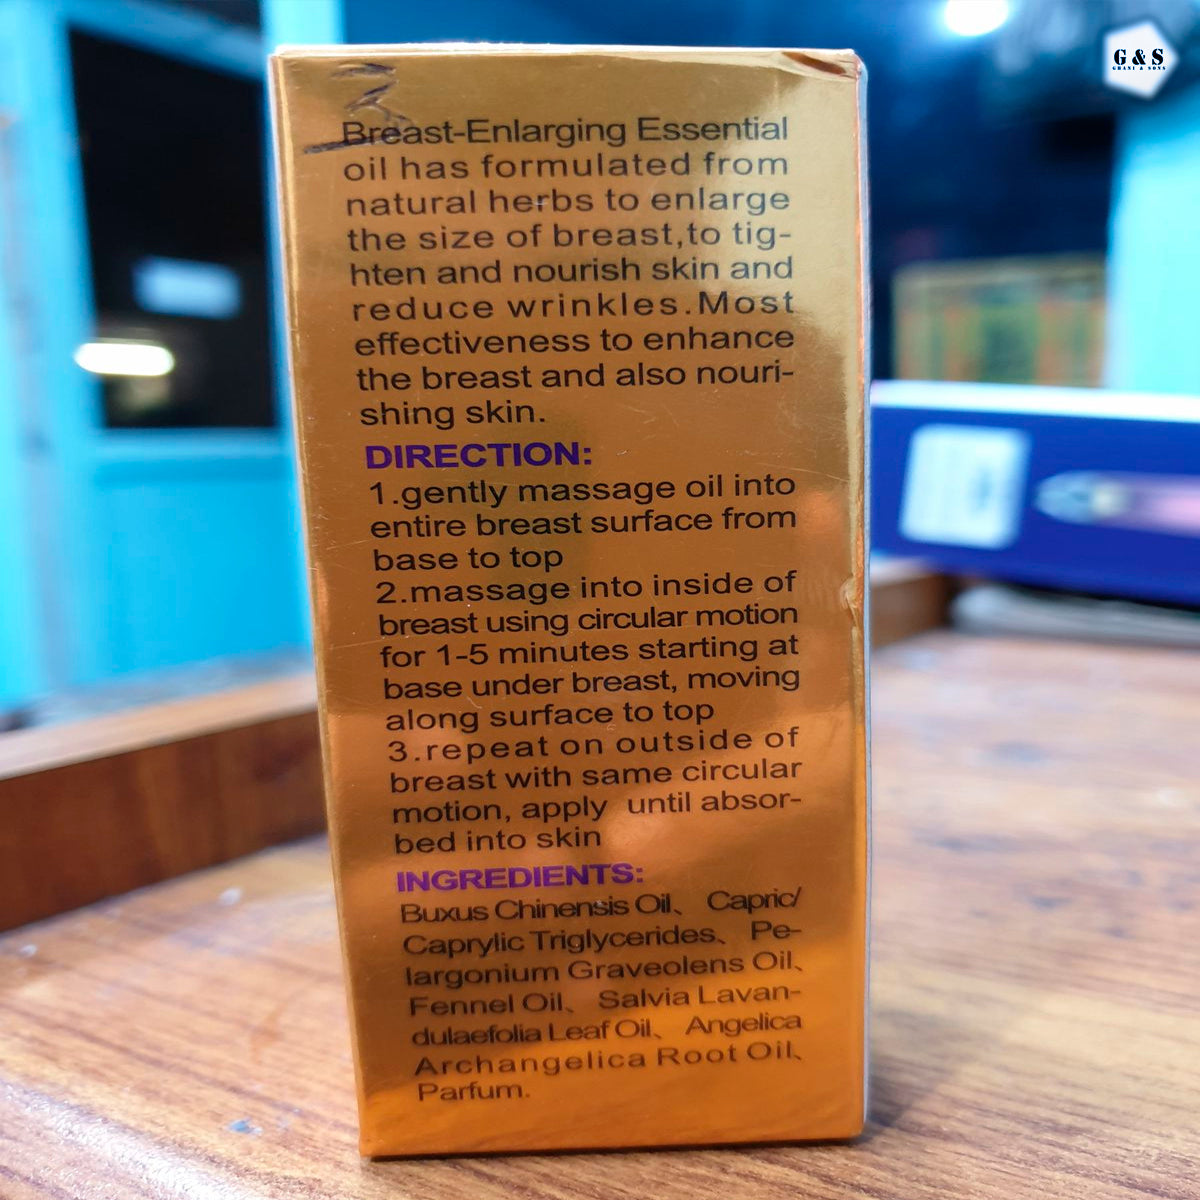 G & S
GHANI & SONS
Breast-Enlarging Essential
oil has formulated from
natural herbs to enlarge
the size of breast,to tig-
hten and nourish skin and
reduce wrinkles.Most
effectiveness to enhance
the breast and also nouri-
shing skin.
DIRECTION:
1.gently massage oil into
entire breast surface from
base to top
2.massage into inside of
breast using circular motion
for 1-5 minutes starting at
base under breast, moving
along surface to top
3.repeat on outside of
breast with same circular
motion, apply until absor-
bed into skin
INGREDIENTS:
Buxus Chinensis Oil、 Capric/
Caprylic Triglycerides、 Pe-
largonium Graveolens Oil、
Fennel Oil、 Salvia Lavan-
dulaefolia Leaf Oil、 Angelica
Archangelica Root Oil、
Parfum.